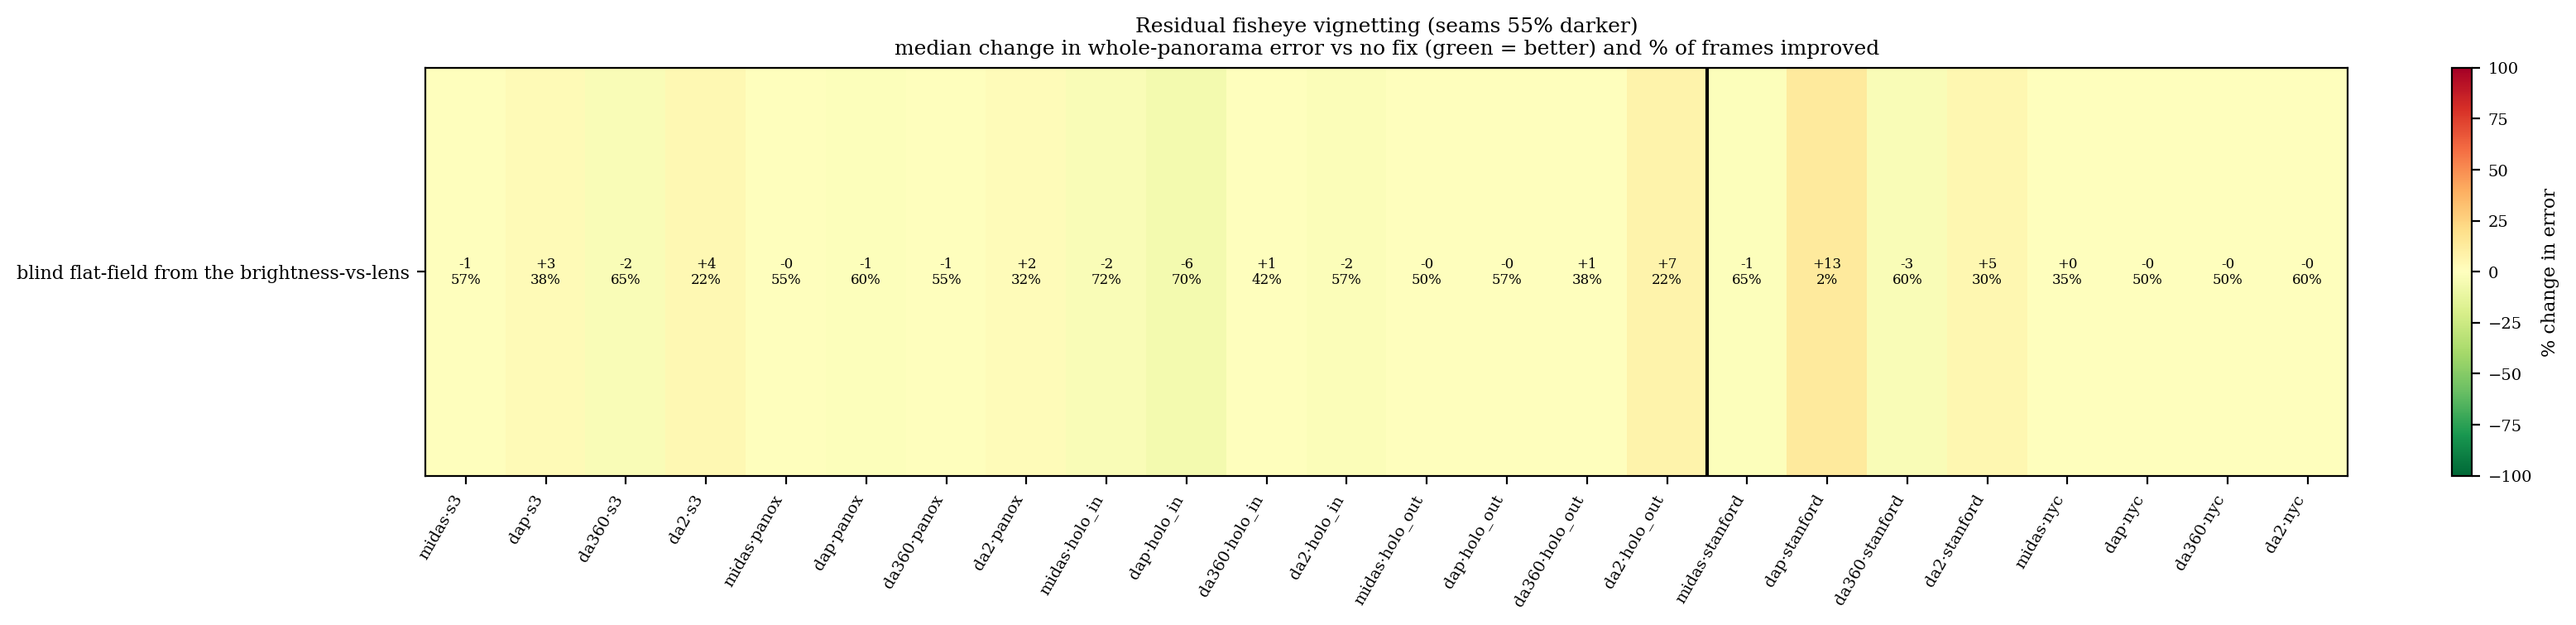 Residual fisheye vignetting (seams 55% darker)
median change in whole-panorama error vs no fix (green = better) and % of frames improved
blind flat-field from the brightness-vs-lens
-1 +3 -2 +4 -0 -1 -1 +2 -2 -6 +1 -2 -0 -0 +1 +7 -1 +13 -3 +5 +0 -0 -0 -0
57% 38% 65% 22% 55% 60% 55% 32% 72% 70% 42% 57% 50% 57% 38% 22% 65% 2% 60% 30% 35% 50% 50% 60%
midas·s3
dap·s3
da360·s3
da2·s3
midas·panox
dap·panox
da360·panox
da2·panox
midas·holo_in
dap·holo_in
da360·holo_in
da2·holo_in
midas·holo_out
dap·holo_out
da360·holo_out
da2·holo_out
midas·stanford
dap·stanford
da360·stanford
da2·stanford
midas·nyc
dap·nyc
da360·nyc
da2·nyc
100
75
50
25
0
−25
−50
−75
−100
% change in error